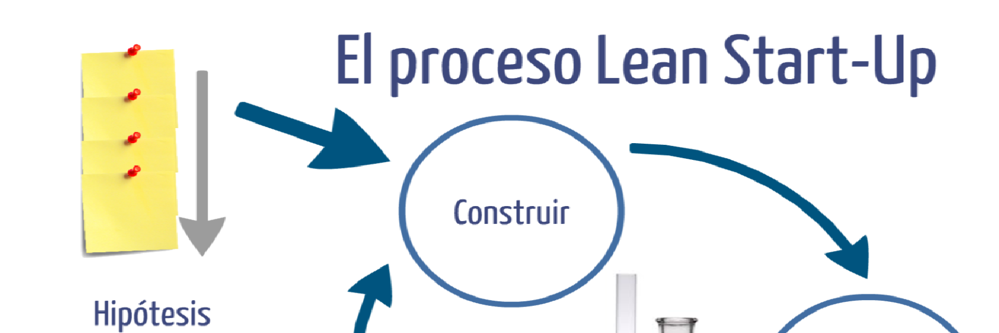 El proceso Lean Start-Up
Construir
Hipótesis